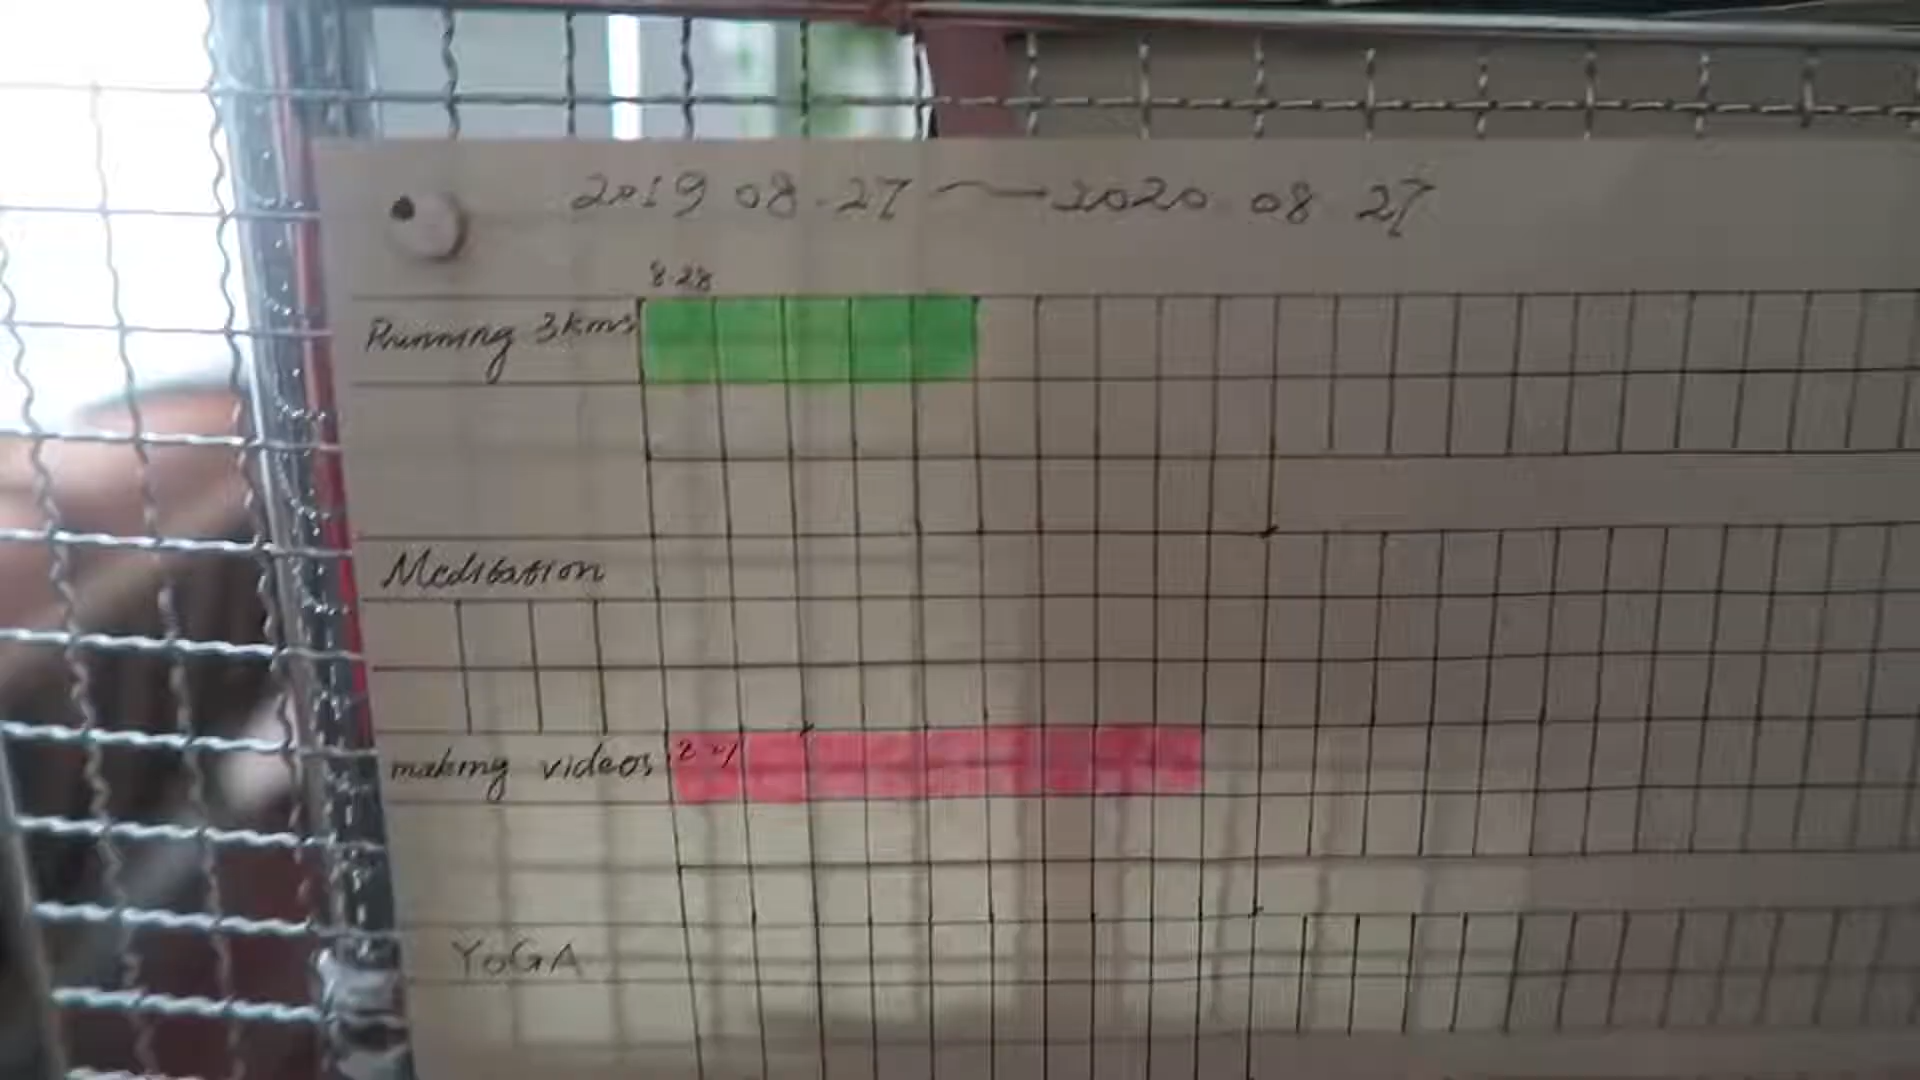 2019 08.27 ~ 2020.08.27
8.28
Running 3kms
Meditation
making videos
YOGA